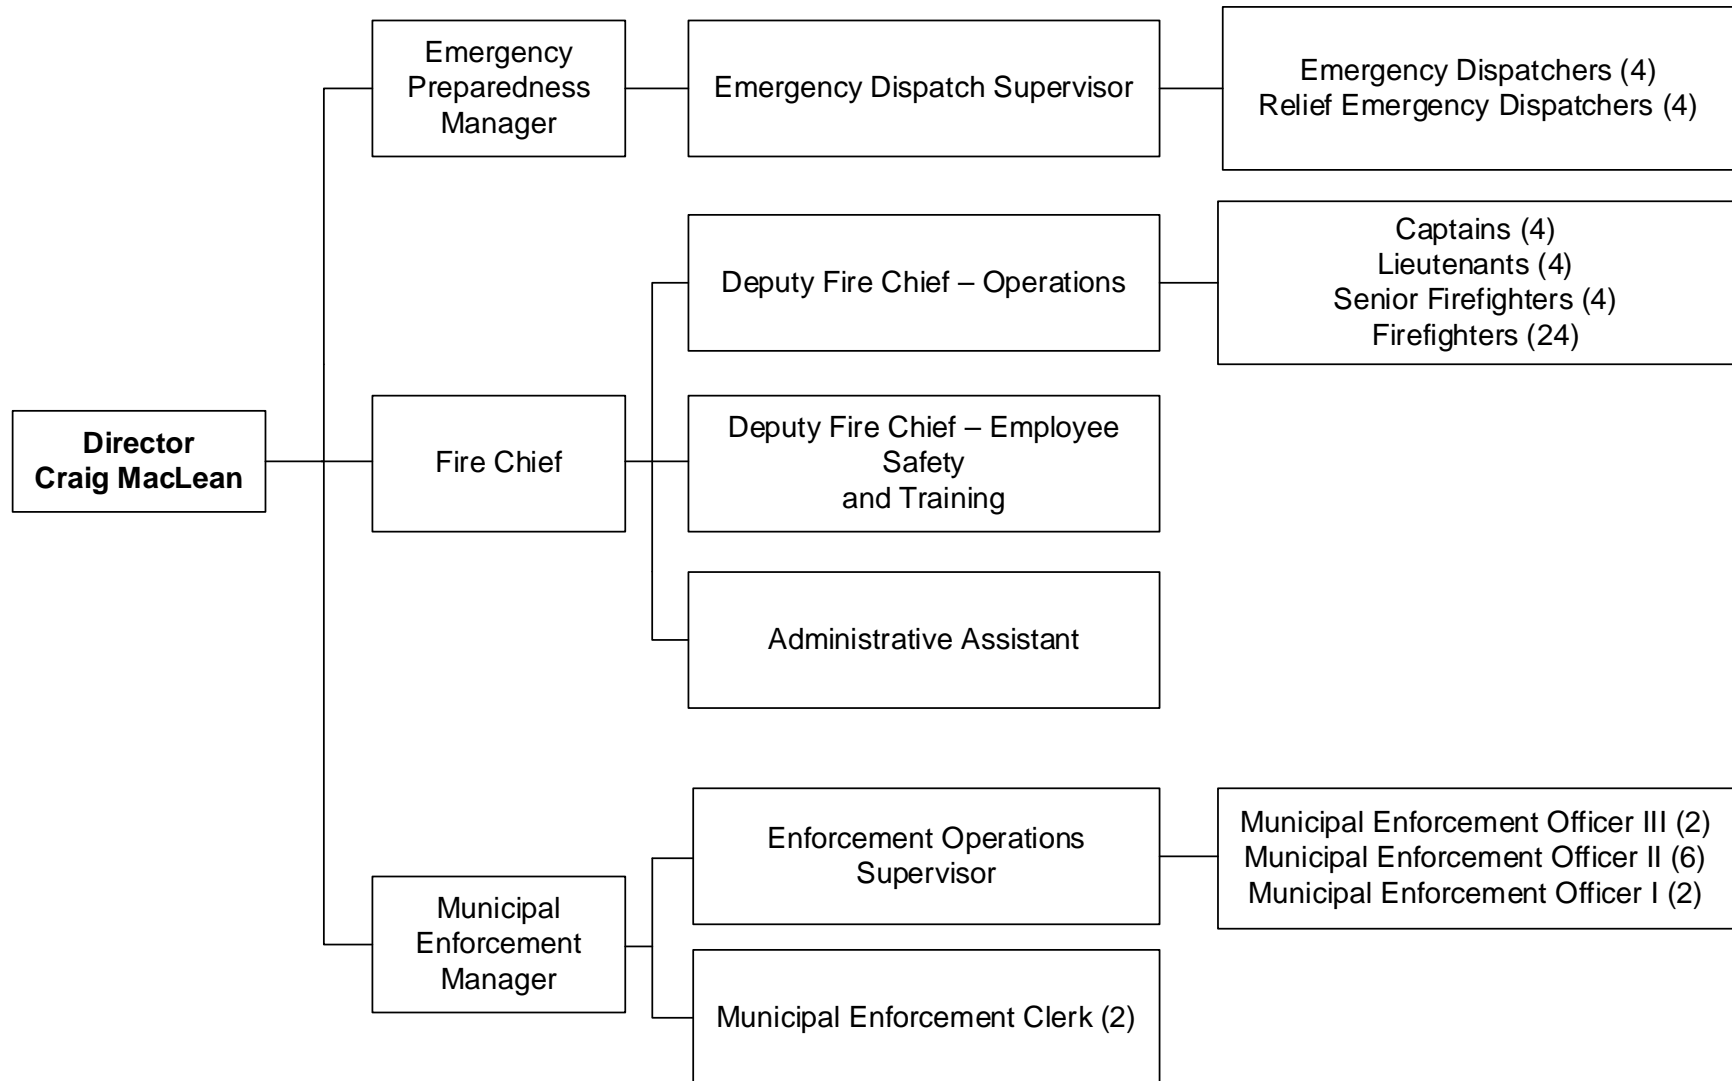 Emergency
Preparedness
Manager
Emergency Dispatch Supervisor
Emergency Dispatchers (4)
Relief Emergency Dispatchers (4)
Director
Craig MacLean
Fire Chief
Deputy Fire Chief – Operations
Captains (4)
Lieutenants (4)
Senior Firefighters (4)
Firefighters (24)
Deputy Fire Chief – Employee
Safety
and Training
Administrative Assistant
Municipal
Enforcement
Manager
Enforcement Operations
Supervisor
Municipal Enforcement Officer III (2)
Municipal Enforcement Officer II (6)
Municipal Enforcement Officer I (2)
Municipal Enforcement Clerk (2)